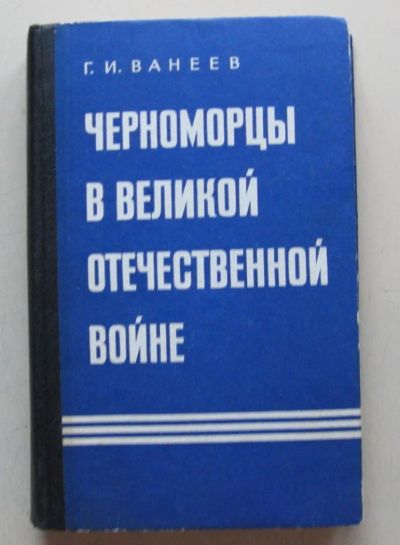 Г. И. ВАНЕЕВ
ЧЕРНОМОРЦЫ
В ВЕЛИКОЙ
ОТЕЧЕСТВЕННОЙ
ВОЙНЕ